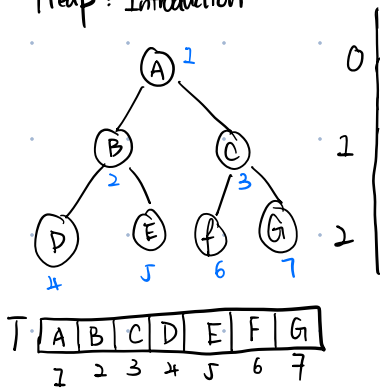 Heap : Introduction
A 1 0
B C 1
2 3
D E f G 2
4 5 6 7
T A B C D E F G
1 2 3 4 5 6 7